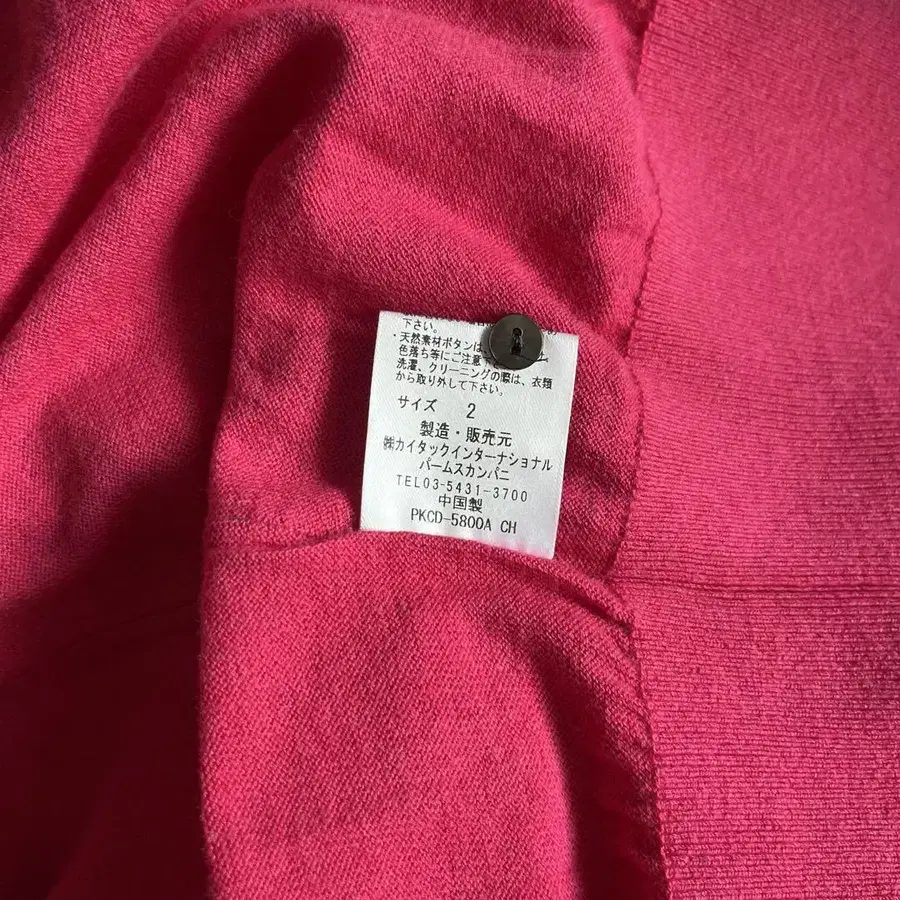 下さい。
・天然素材ボタンは
色落ち等にご注意下さい
洗濯、クリーニングの際は、衣類
から取り外して下さい。
サイズ 2
製造・販売元
㈱カイタックインターナショナル
パームスカンパニ
TEL03-5431-3700
中国製
PKCD-5800A CH